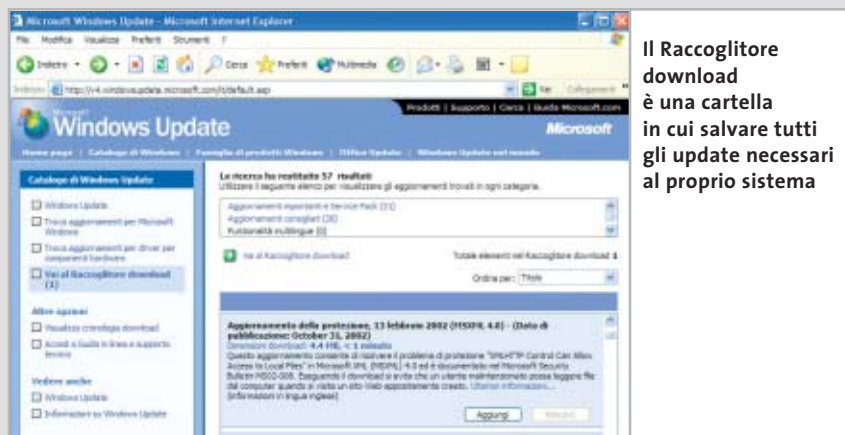 Microsoft Windows Update - Microsoft Internet Explorer
File Modifica Visualizza Preferiti Strumenti ?
Indietro Cerca Preferiti Multimedia
Indirizzo http://v4.windowsupdate.microsoft.com/it/default.asp Vai Collegamenti
Prodotti | Supporto | Cerca | Guida Microsoft.com
Windows Update
Microsoft
Home page | Catalogo di Windows | Famiglia di prodotti Windows | Office Update | Windows Update nel mondo
Catalogo di Windows Update
Windows Update
Trova aggiornamenti per Microsoft
Windows
Trova aggiornamenti per driver per
componenti hardware
Vai al Raccoglitore download
(1)
Altre opzioni
Visualizza cronologia download
Accedi a Guida in linea e supporto
tecnico
Vedere anche
Windows Update
Informazioni su Windows Update
La ricerca ha restituito 57 risultati
Utilizzare il seguente elenco per visualizzare gli aggiornamenti trovati in ogni categoria.
Aggiornamenti importanti e Service Pack (31)
Aggiornamenti consigliati (26)
Funzionalità multilingue (0)
Vai al Raccoglitore download
Totale elementi nel Raccoglitore download 1
Ordina per: Titolo
Aggiornamento della protezione, 13 febbraio 2002 (MSXML 4.0) - (Data di
pubblicazione: October 31, 2002)
Dimensioni download: 4.4 MB, < 1 minuto
Questo aggiornamento consente di risolvere il problema di protezione "XMLHTTP Control Can Allow
Access to Local Files" in Microsoft XML (MSXML) 4.0 ed è documentato nel Microsoft Security
Bulletin MS02-008. Eseguendo il download si evita che un utente malintenzionato possa leggere file
dal computer quando si visita un sito Web appositamente creato. Ulteriori informazioni...
(Informazioni in lingua inglese)
Aggiungi
Il Raccoglitore
download
è una cartella
in cui salvare tutti
gli update necessari
al proprio sistema